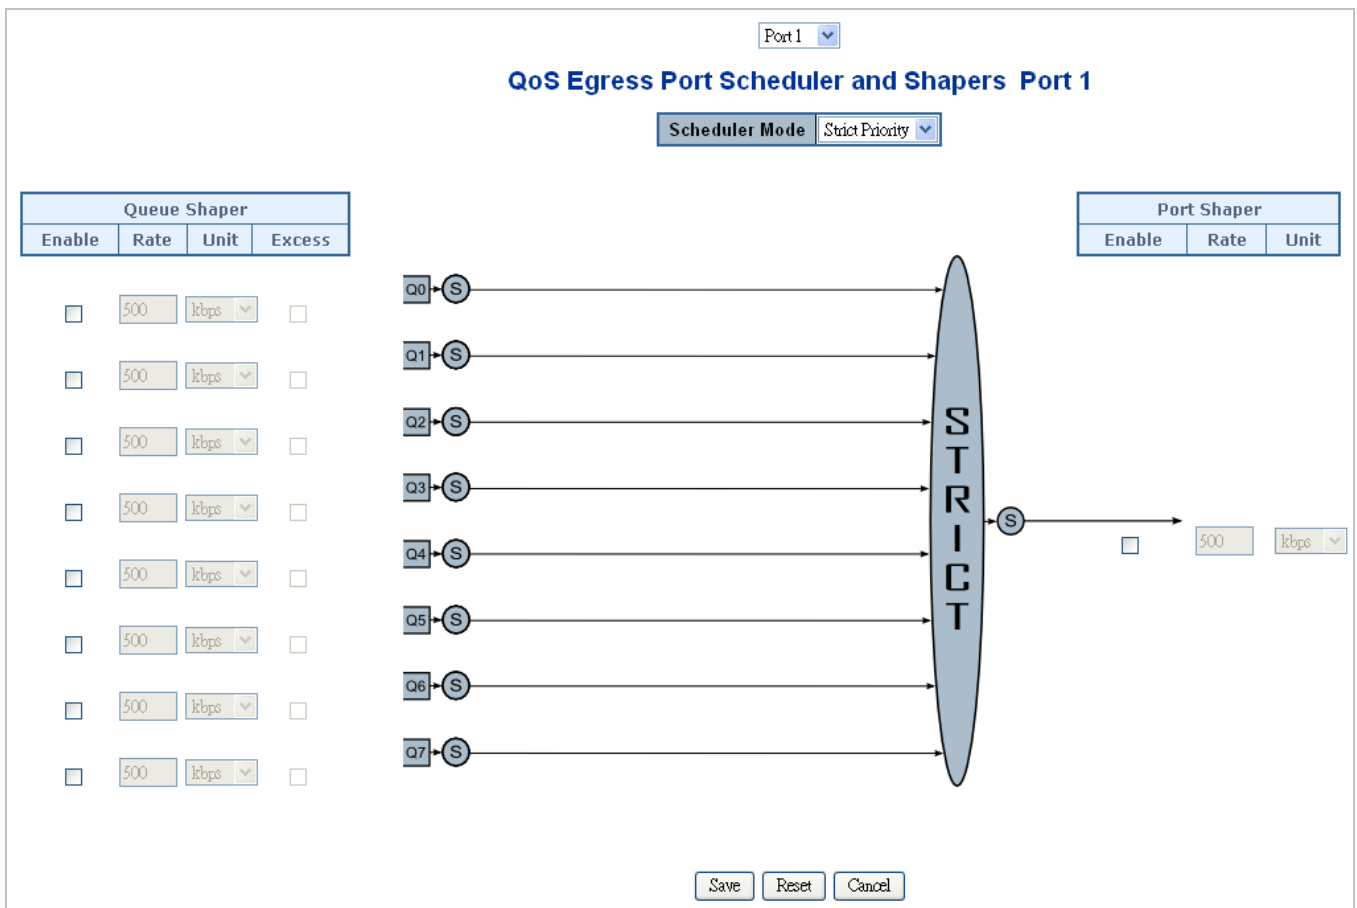 Port 1
QoS Egress Port Scheduler and Shapers Port 1
Scheduler Mode Strict Priority
Queue Shaper
Enable Rate Unit Excess
Port Shaper
Enable Rate Unit
500 kbps
Q0 S
500 kbps
Q1 S
500 kbps
Q2 S
500 kbps
Q3 S
500 kbps
Q4 S
500 kbps
Q5 S
500 kbps
Q6 S
500 kbps
Q7 S
STRICT
S
500 kbps
Save Reset Cancel